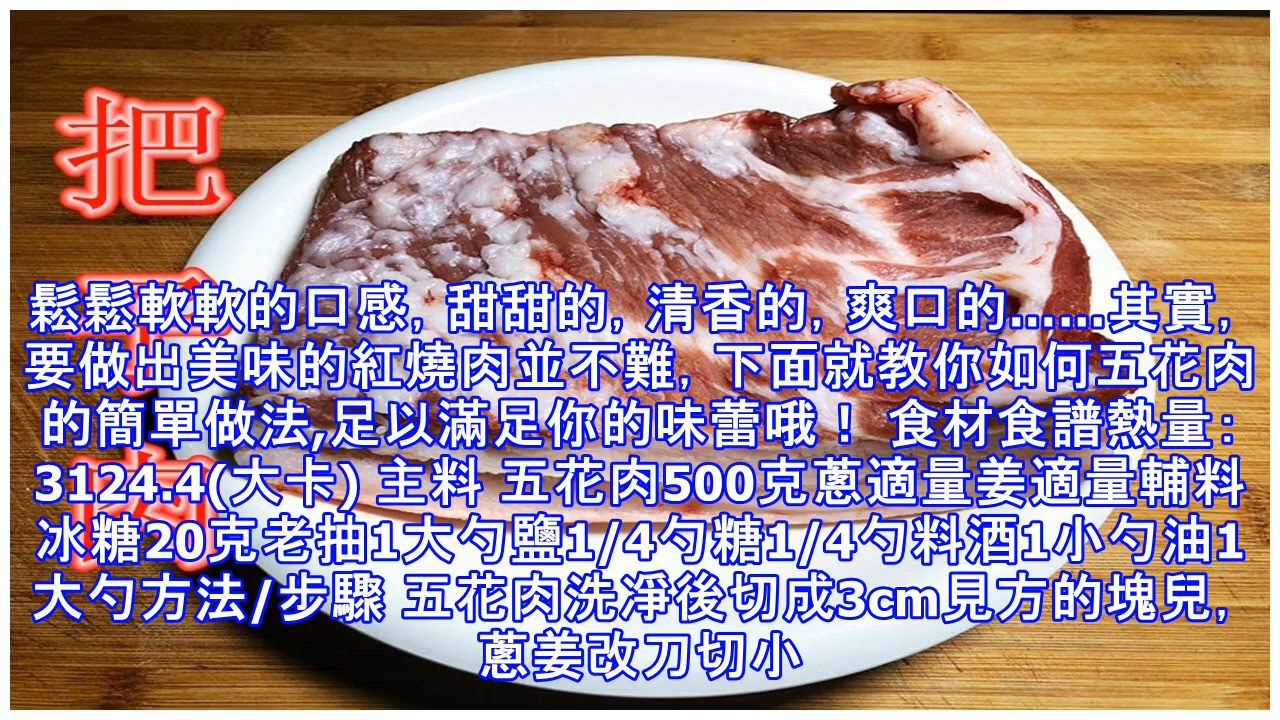 把
肉
鬆鬆軟軟的口感, 甜甜的, 清香的, 爽口的......其實,
要做出美味的紅燒肉並不難, 下面就教你如何五花肉
的簡單做法,足以滿足你的味蕾哦！ 食材食譜熱量:
3124.4(大卡) 主料 五花肉500克蔥適量姜適量輔料
冰糖20克老抽1大勺鹽1/4勺糖1/4勺料酒1小勺油1
大勺方法/步驟 五花肉洗淨後切成3cm見方的塊兒,
蔥姜改刀切小